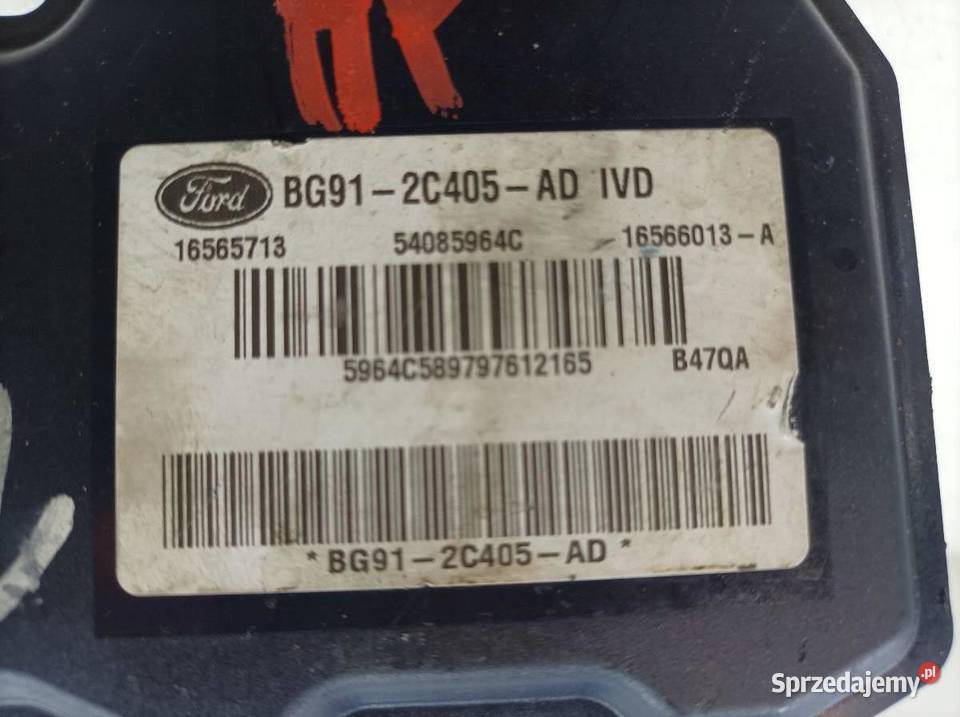 Ford BG91-2C405-AD IVD
16565713 54085964C -16566013-A
5964C589797612165 B47QA
*BG91-2C405-AD*
Sprzedajemy.pl